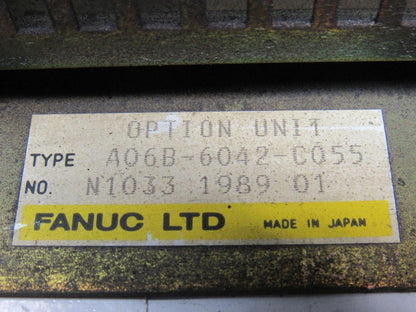 OPTION UNIT
TYPE A06B-6042-C055
NO. N1033 1989 01
FANUC LTD MADE IN JAPAN